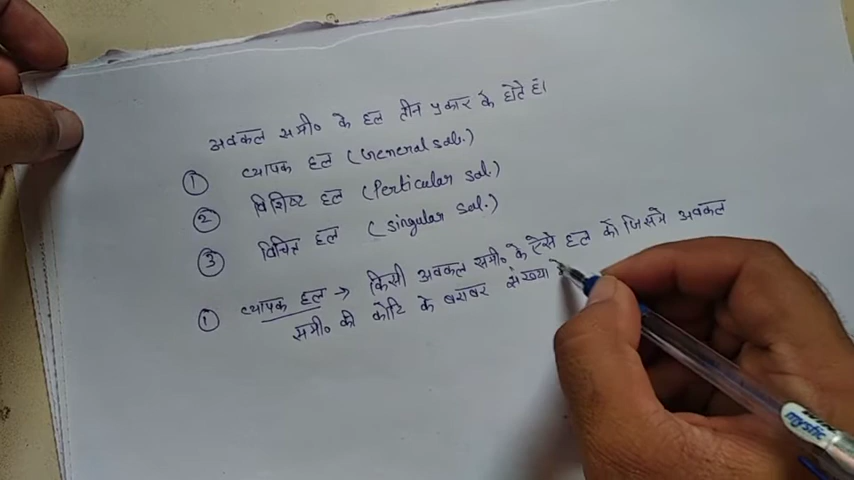 अवकल समी० के हल तीन प्रकार के होते हैं।
① व्यापक हल (General sol.)
② विशिष्ट हल (Perticular sol.)
③ विचित्र हल (singular sol.)
① व्यापक हल → किसी अवकल समी० के ऐसे हल को जिसमे अवकल
समी० की कोटि के बराबर संख्या
mystic